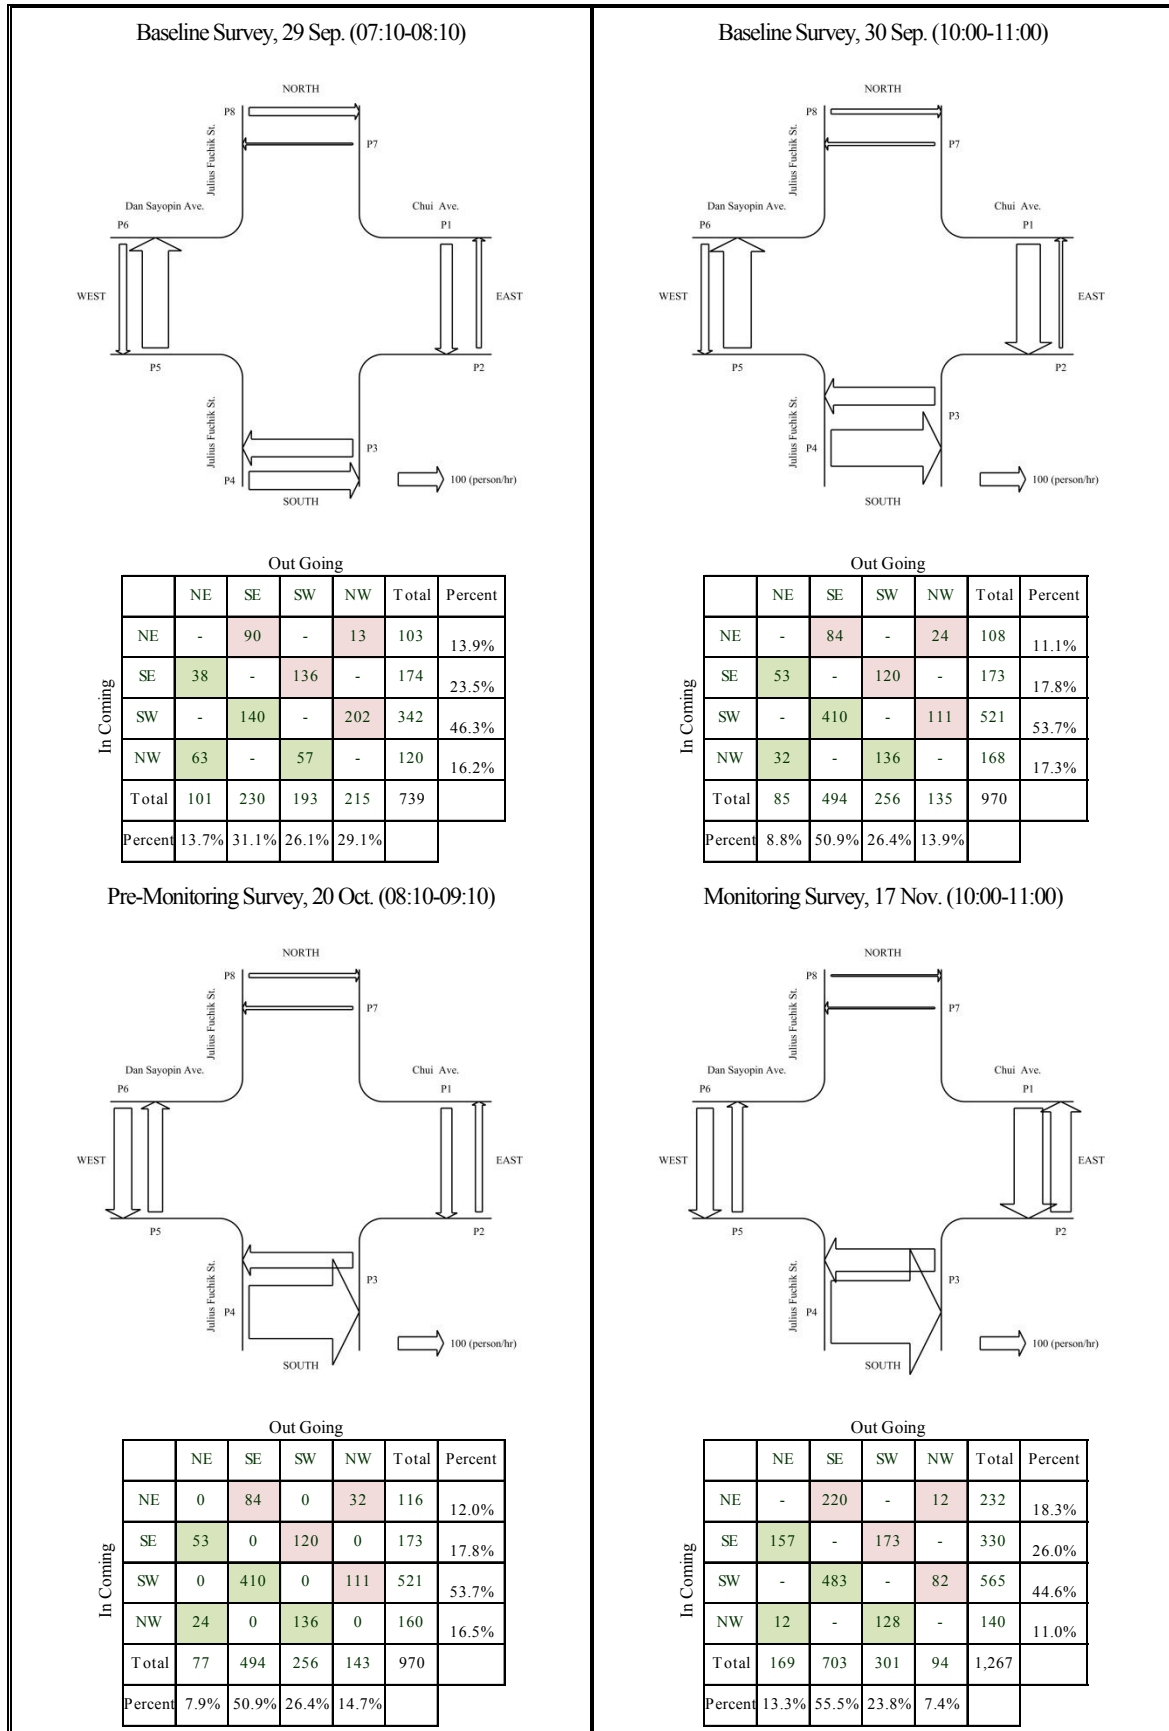 Baseline Survey, 29 Sep. (07:10-08:10)
NORTH
P8
P7
Julius Fuchik St.
Dan Sayopin Ave.
Chui Ave.
P6
P1
WEST
EAST
P5
P2
Julius Fuchik St.
P3
P4
100 (person/hr)
SOUTH
Out Going
In Coming
NE SE SW NW Total Percent
NE - 90 - 13 103 13.9%
SE 38 - 136 - 174 23.5%
SW - 140 - 202 342 46.3%
NW 63 - 57 - 120 16.2%
Total 101 230 193 215 739
Percent 13.7% 31.1% 26.1% 29.1%
Baseline Survey, 30 Sep. (10:00-11:00)
NORTH
P8
P7
Julius Fuchik St.
Dan Sayopin Ave.
Chui Ave.
P6
P1
WEST
EAST
P5
P2
Julius Fuchik St.
P3
P4
100 (person/hr)
SOUTH
Out Going
In Coming
NE SE SW NW Total Percent
NE - 84 - 24 108 11.1%
SE 53 - 120 - 173 17.8%
SW - 410 - 111 521 53.7%
NW 32 - 136 - 168 17.3%
Total 85 494 256 135 970
Percent 8.8% 50.9% 26.4% 13.9%
Pre-Monitoring Survey, 20 Oct. (08:10-09:10)
NORTH
P8
P7
Julius Fuchik St.
Dan Sayopin Ave.
Chui Ave.
P6
P1
WEST
EAST
P5
P2
Julius Fuchik St.
P3
P4
100 (person/hr)
SOUTH
Out Going
In Coming
NE SE SW NW Total Percent
NE 0 84 0 32 116 12.0%
SE 53 0 120 0 173 17.8%
SW 0 410 0 111 521 53.7%
NW 24 0 136 0 160 16.5%
Total 77 494 256 143 970
Percent 7.9% 50.9% 26.4% 14.7%
Monitoring Survey, 17 Nov. (10:00-11:00)
NORTH
P8
P7
Julius Fuchik St.
Dan Sayopin Ave.
Chui Ave.
P6
P1
WEST
EAST
P5
P2
Julius Fuchik St.
P3
P4
100 (person/hr)
SOUTH
Out Going
In Coming
NE SE SW NW Total Percent
NE - 220 - 12 232 18.3%
SE 157 - 173 - 330 26.0%
SW - 483 - 82 565 44.6%
NW 12 - 128 - 140 11.0%
Total 169 703 301 94 1,267
Percent 13.3% 55.5% 23.8% 7.4%